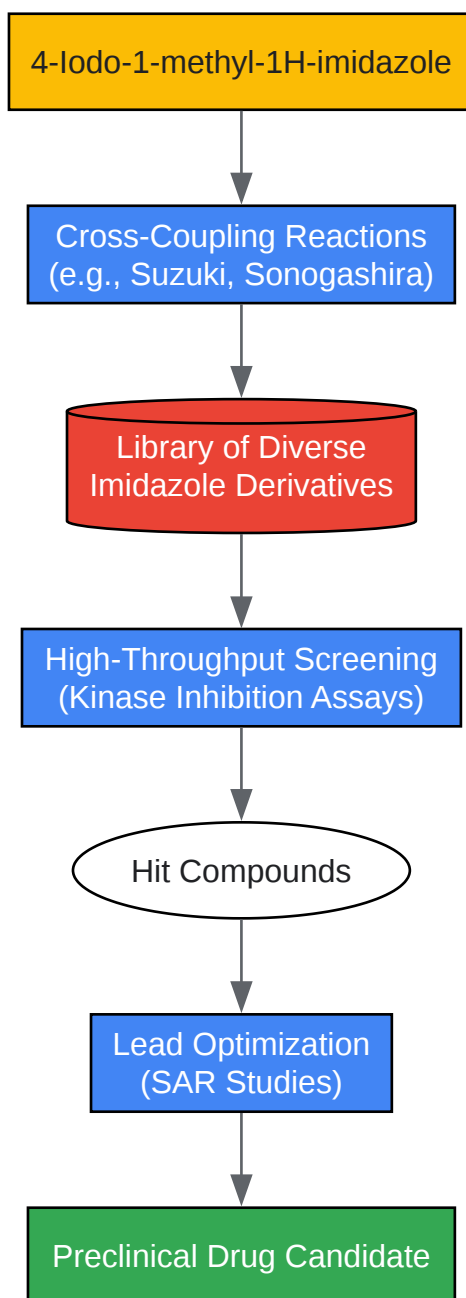 4-Iodo-1-methyl-1H-imidazole
Cross-Coupling Reactions
(e.g., Suzuki, Sonogashira)
Library of Diverse
Imidazole Derivatives
High-Throughput Screening
(Kinase Inhibition Assays)
Hit Compounds
Lead Optimization
(SAR Studies)
Preclinical Drug Candidate